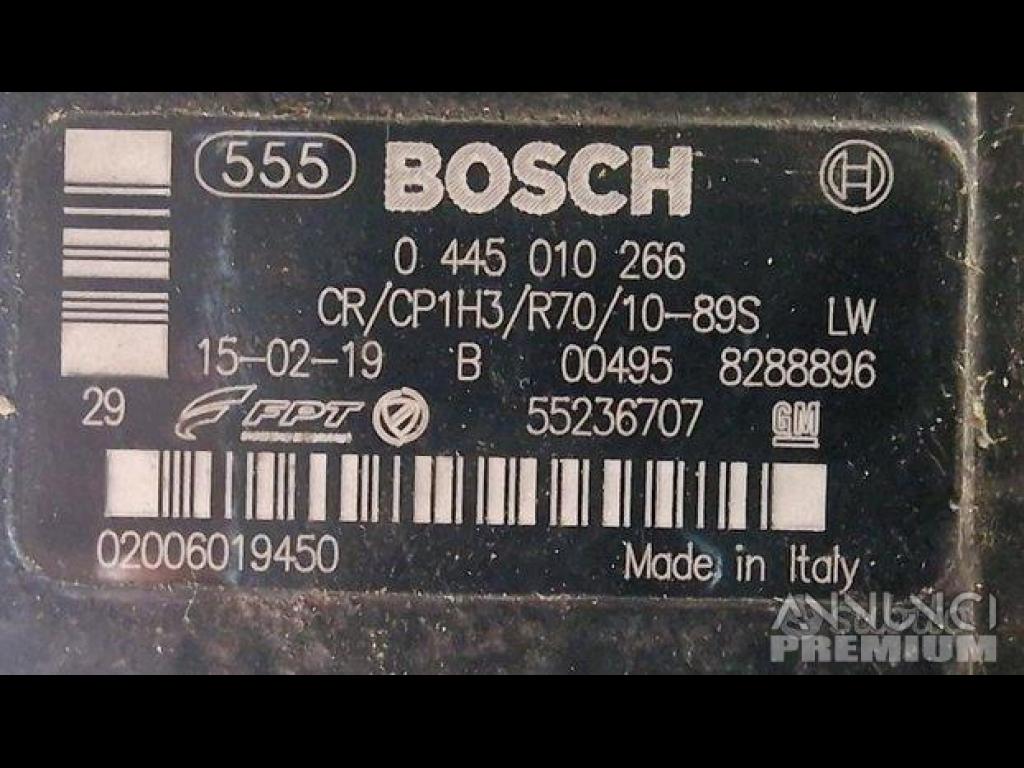 555 BOSCH
0 445 010 266
CR/CP1H3/R70/10-89S LW
15-02-19 B 00495 8288896
29 FPT 55236707 GM
02006019450 Made in Italy
ANNUNCI
PREMIUM